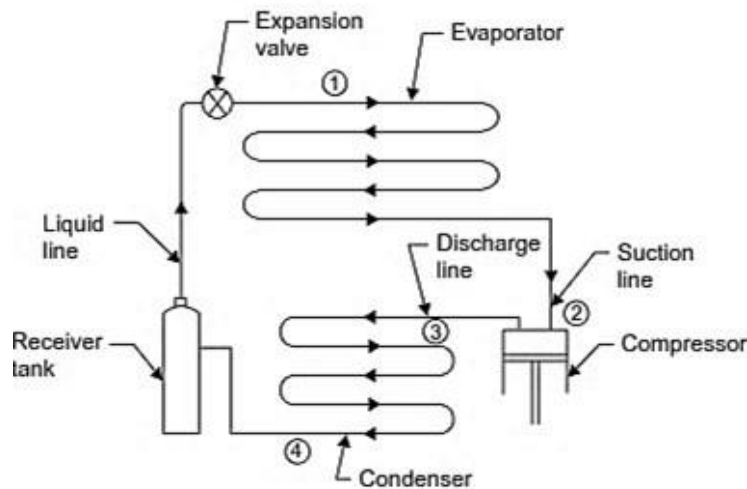 Expansion
valve
Evaporator
①
Liquid
line
Discharge
line
Suction
line
②
③
Receiver
tank
Compressor
④
Condenser